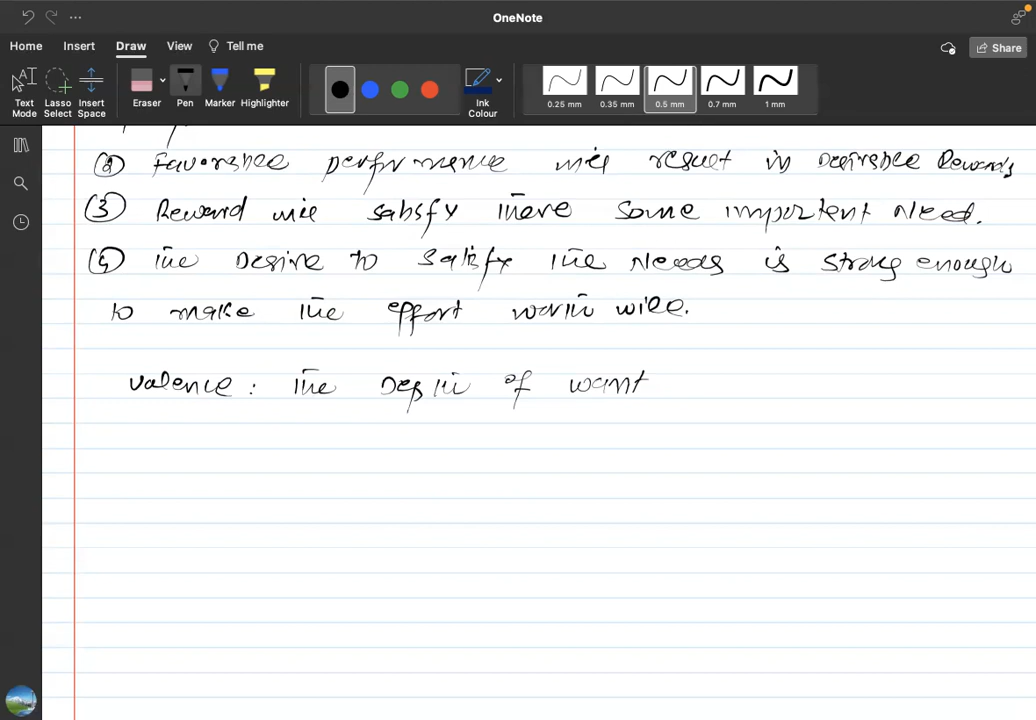 OneNote
Home Insert Draw View Tell me
Share
Text Mode Lasso Select Insert Space Eraser Pen Marker Highlighter Ink Colour 0.25 mm 0.35 mm 0.5 mm 0.7 mm 1 mm
② Favorable performance will result in Desirable Rewards
③ Reward will satisfy there some important Need.
④ The Desire to satisfy the Needs is strong enough
to make the effort worth wile.
Valence: The Depth of want